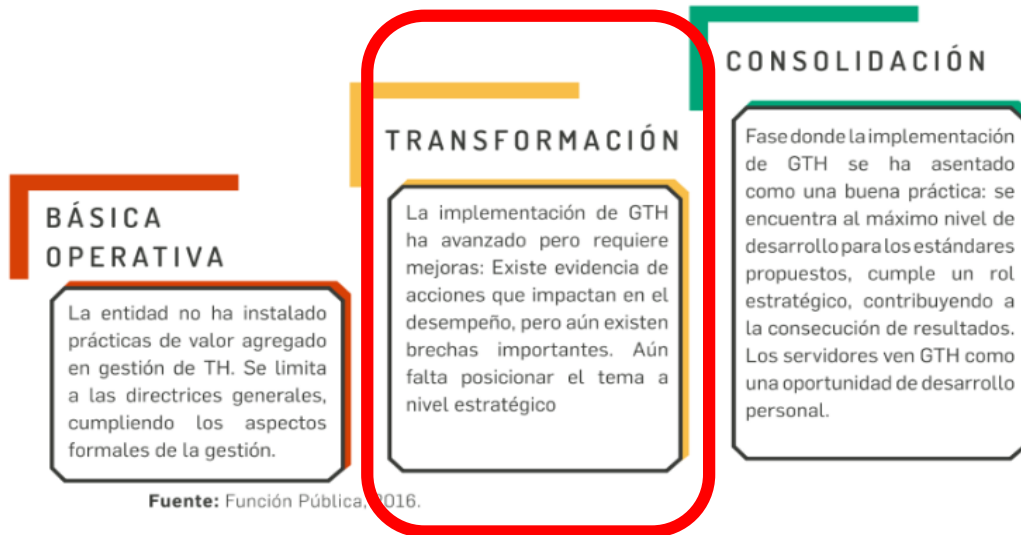 BÁSICA
OPERATIVA
La entidad no ha instalado
prácticas de valor agregado
en gestión de TH. Se limita
a las directrices generales,
cumpliendo los aspectos
formales de la gestión.
TRANSFORMACIÓN
La implementación de GTH
ha avanzado pero requiere
mejoras: Existe evidencia de
acciones que impactan en el
desempeño, pero aún existen
brechas importantes. Aún
falta posicionar el tema a
nivel estratégico
CONSOLIDACIÓN
Fase donde la implementación
de GTH se ha asentado
como una buena práctica: se
encuentra al máximo nivel de
desarrollo para los estándares
propuestos, cumple un rol
estratégico, contribuyendo a
la consecución de resultados.
Los servidores ven GTH como
una oportunidad de desarrollo
personal.
Fuente: Función Pública, 2016.